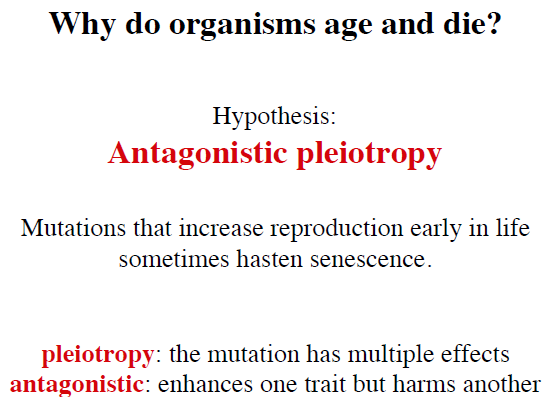 Why do organisms age and die?
Hypothesis:
Antagonistic pleiotropy
Mutations that increase reproduction early in life
sometimes hasten senescence.
pleiotropy: the mutation has multiple effects
antagonistic: enhances one trait but harms another